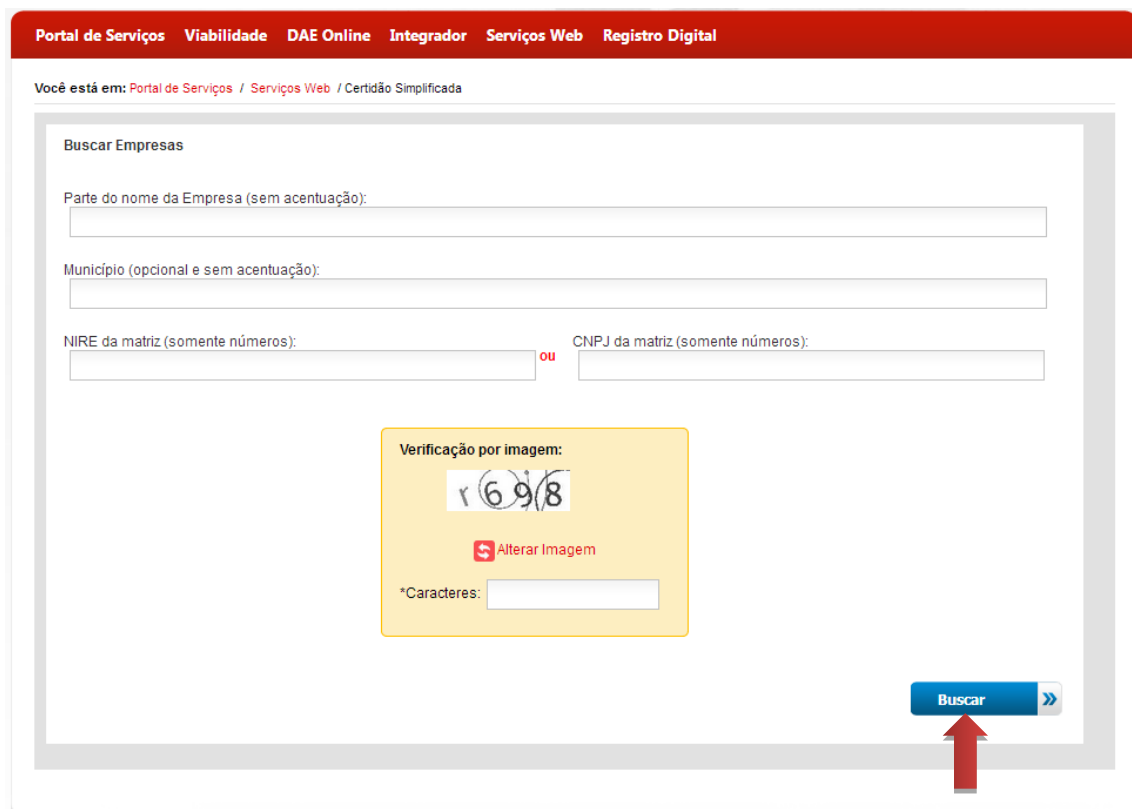 Portal de Serviços Viabilidade DAE Online Integrador Serviços Web Registro Digital
Você está em: Portal de Serviços / Serviços Web / Certidão Simplificada
Buscar Empresas
Parte do nome da Empresa (sem acentuação):
Município (opcional e sem acentuação):
NIRE da matriz (somente números): ou CNPJ da matriz (somente números):
Verificação por imagem:
r698
Alterar Imagem
*Caracteres:
Buscar »